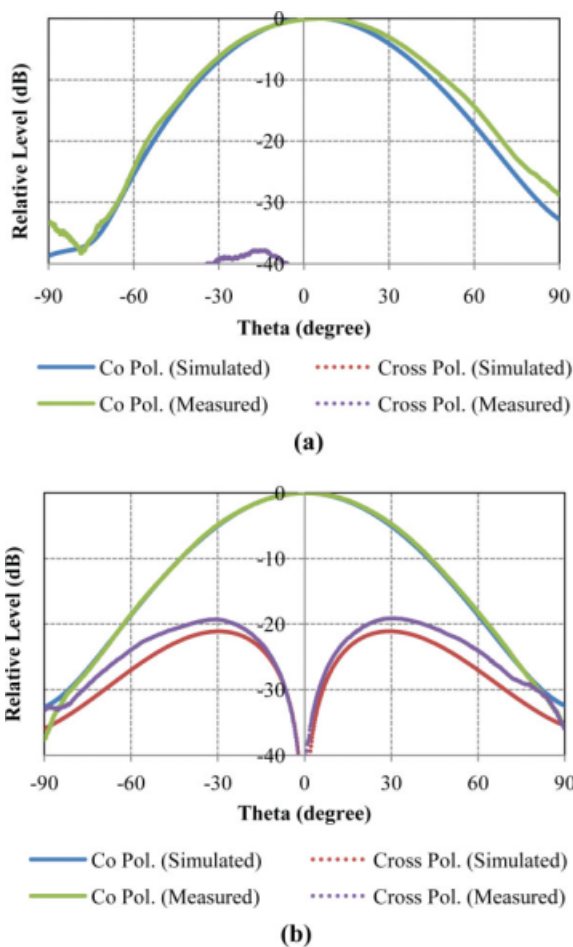 0
-10
-20
-30
-40
Relative Level (dB)
-90 -60 -30 0 30 60 90
Theta (degree)
Co Pol. (Simulated) Cross Pol. (Simulated)
Co Pol. (Measured) Cross Pol. (Measured)
(a)
0
-10
-20
-30
-40
Relative Level (dB)
-90 -60 -30 0 30 60 90
Theta (degree)
Co Pol. (Simulated) Cross Pol. (Simulated)
Co Pol. (Measured) Cross Pol. (Measured)
(b)